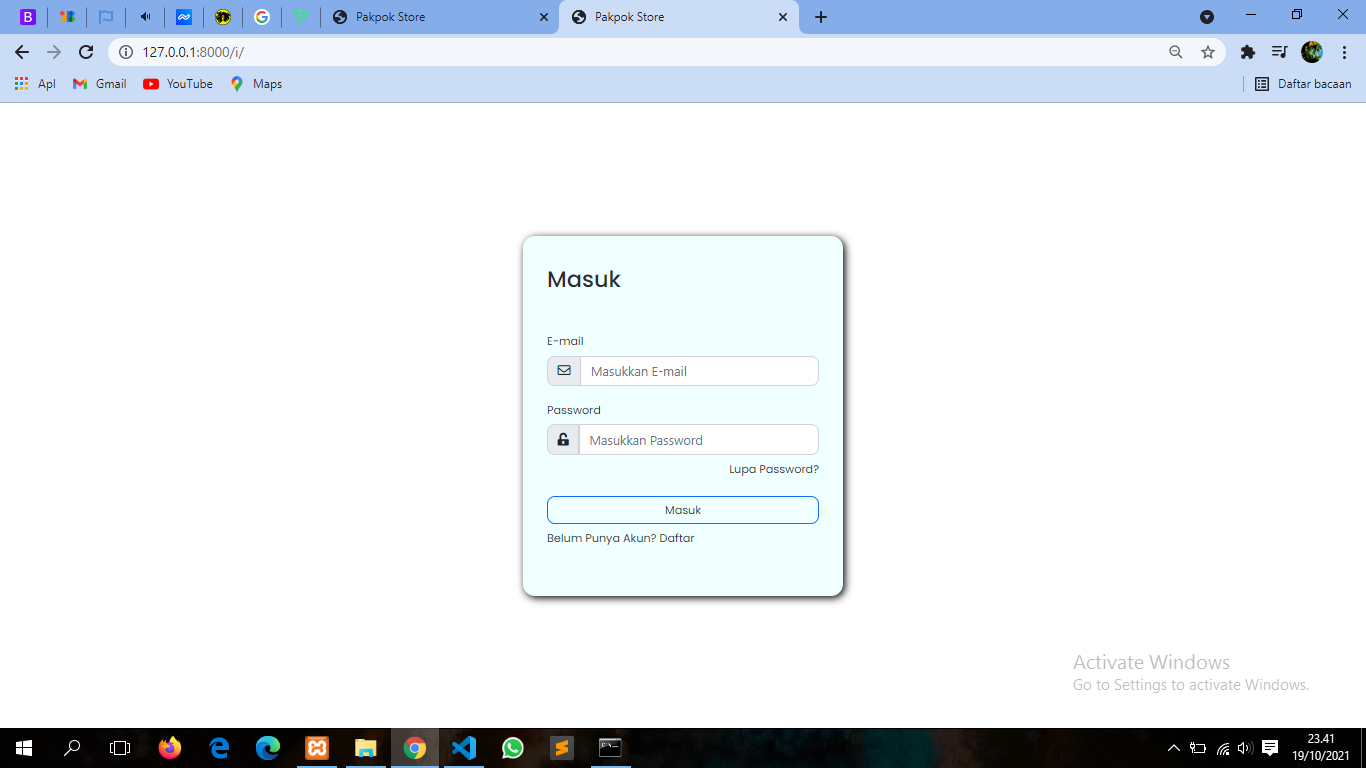 Pakpok Store
Pakpok Store
127.0.0.1:8000/i/
Apl
Gmail
YouTube
Maps
Daftar bacaan
Masuk
E-mail
Masukkan E-mail
Password
Masukkan Password
Lupa Password?
Masuk
Belum Punya Akun? Daftar
Activate Windows
Go to Settings to activate Windows.
23.41
19/10/2021